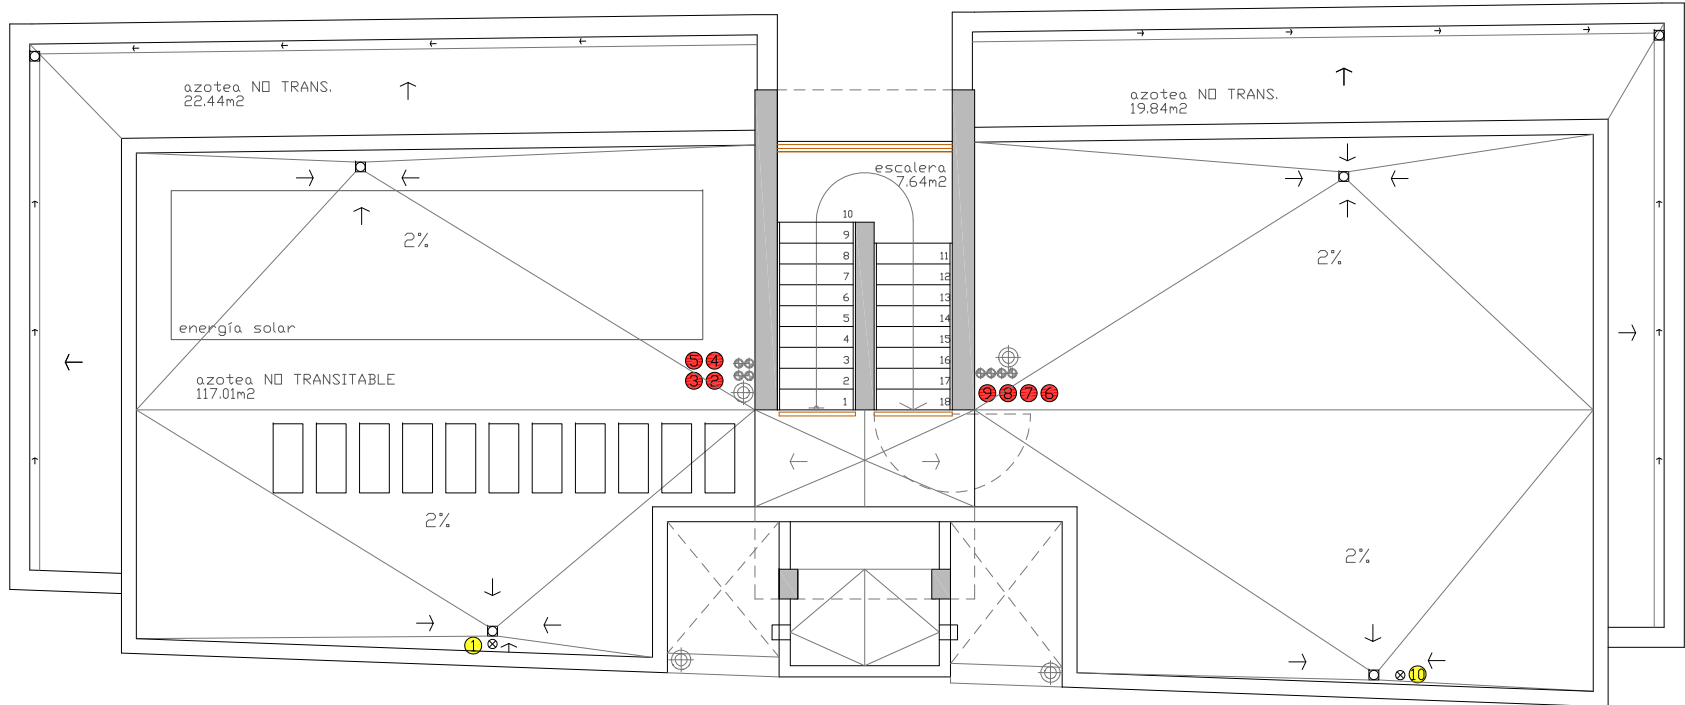 azotea NO TRANS.
22.44m2
azotea NO TRANS.
19.84m2
escalera
7.64m2
2%
2%
energía solar
azotea NO TRANSITABLE
117.01m2
10
9
8
7
6
5
4
3
2
1
11
12
13
14
15
16
17
18
5 4
3 2
9 8 7 6
2%
2%
1
10